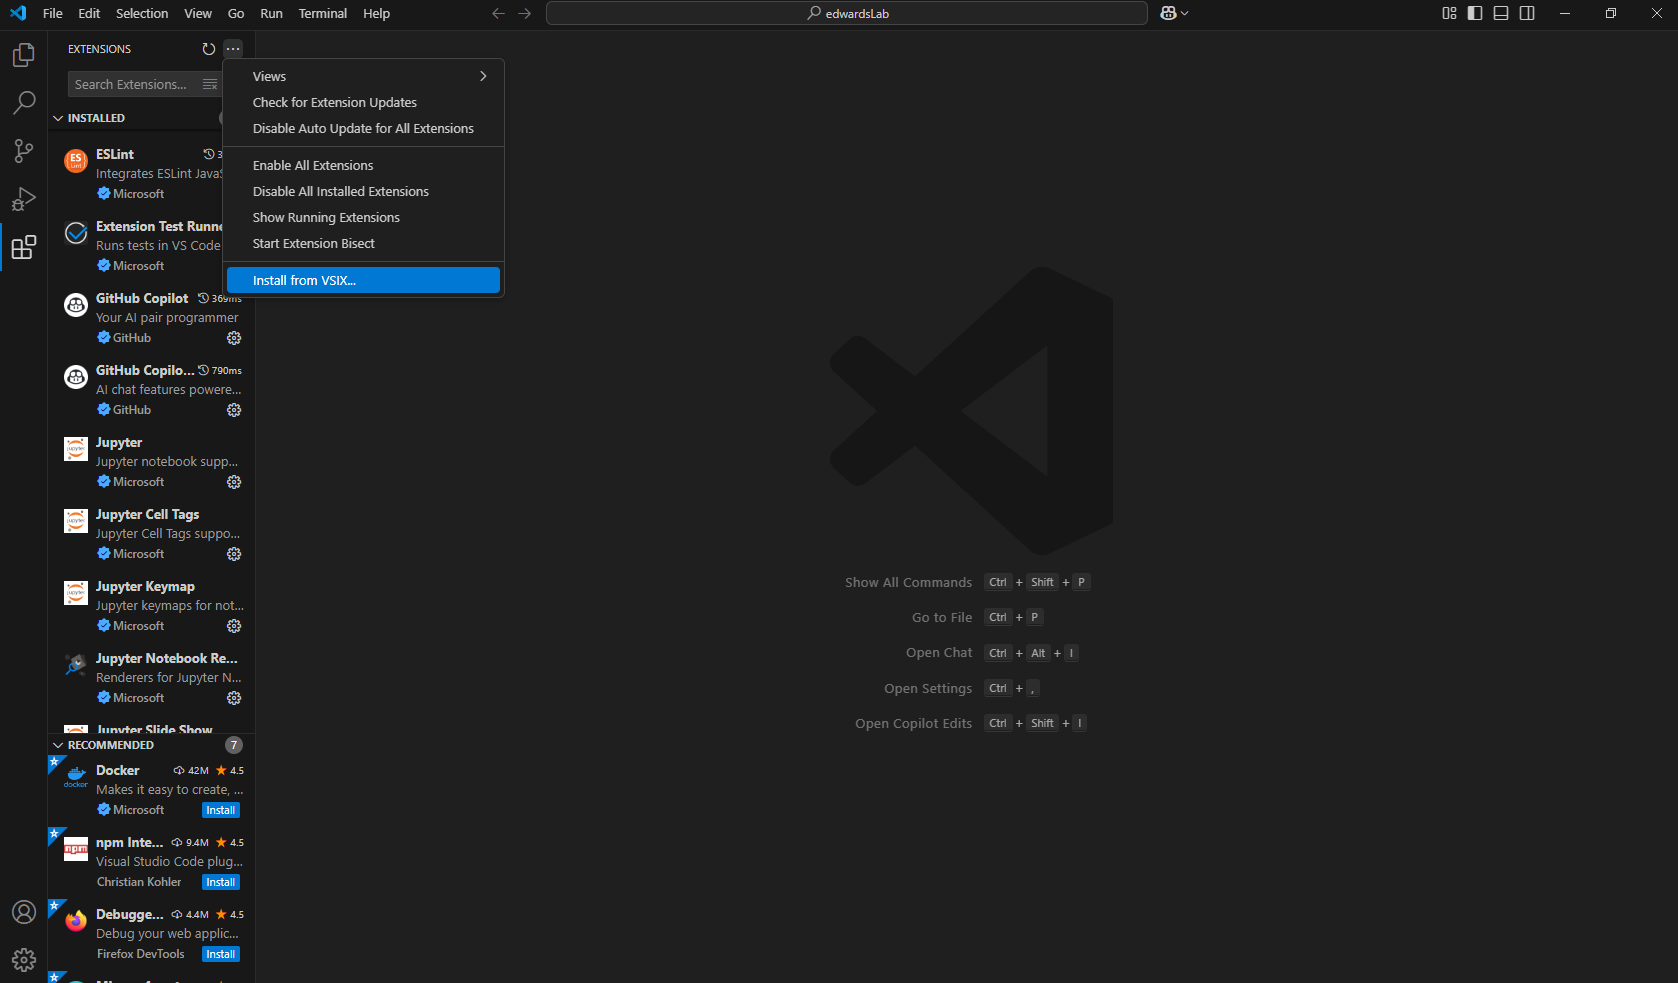 File Edit Selection View Go Run Terminal Help
edwardsLab
EXTENSIONS
Search Extensions...
INSTALLED
Views
Check for Extension Updates
Disable Auto Update for All Extensions
Enable All Extensions
Disable All Installed Extensions
Show Running Extensions
Start Extension Bisect
Install from VSIX...
ESLint 3
Integrates ESLint JavaS
Microsoft
Extension Test Runne
Runs tests in VS Code
Microsoft
GitHub Copilot 369ms
Your AI pair programmer
GitHub
GitHub Copilo... 790ms
AI chat features powere...
GitHub
Jupyter
Jupyter notebook supp...
Microsoft
Jupyter Cell Tags
Jupyter Cell Tags suppo...
Microsoft
Jupyter Keymap
Jupyter keymaps for not...
Microsoft
Jupyter Notebook Re...
Renderers for Jupyter N...
Microsoft
Jupyter Slide Show
RECOMMENDED 7
Docker 42M 4.5
Makes it easy to create, ...
Microsoft Install
npm Inte... 9.4M 4.5
Visual Studio Code plug...
Christian Kohler Install
Debugge... 4.4M 4.5
Debug your web applic...
Firefox DevTools Install
Show All Commands Ctrl + Shift + P
Go to File Ctrl + P
Open Chat Ctrl + Alt + I
Open Settings Ctrl + ,
Open Copilot Edits Ctrl + Shift + I